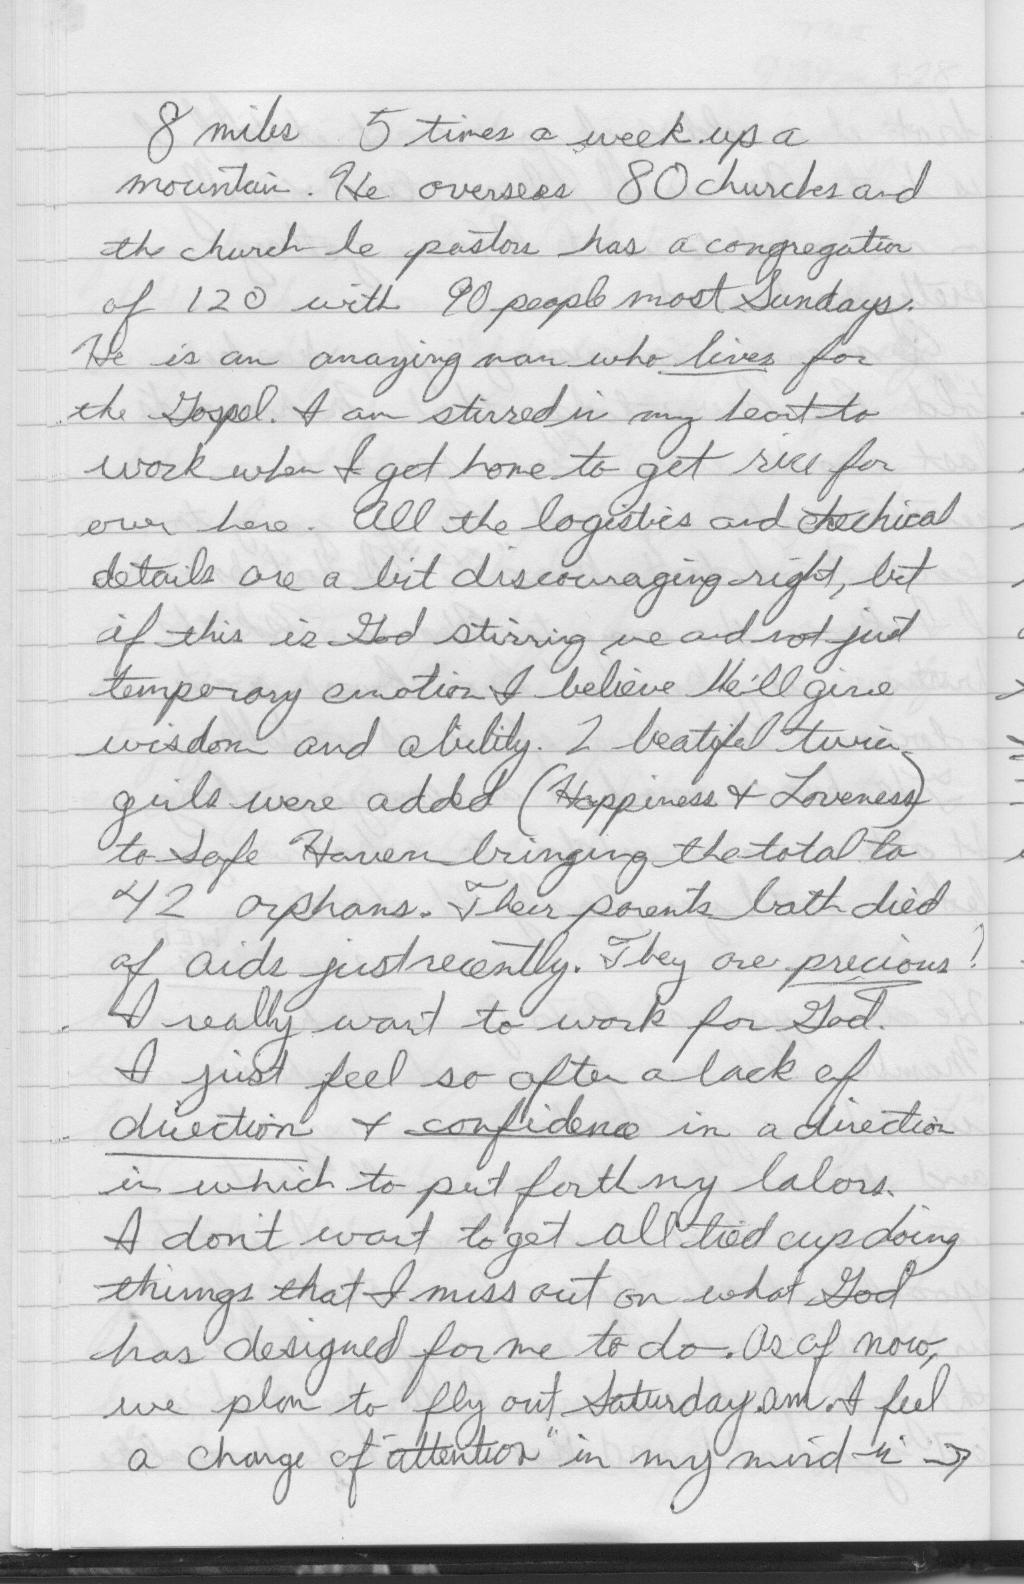 8 miles 5 times a week up a
mountain. He oversees 80 churches and
the church he pastors has a congregation
of 120 with 90 people most Sundays.
He is an amazing man who lives for
the Gospel. I am stirred in my heart to
work when I get home to get rice for
over here. All the logistics and techical
details are a bit discouraging right, but
if this is God stirring me and not just
temporary emotion I believe He'll give
wisdom and ability. 2 beatiful twin
girls were added (Happiness & Loveness)
to Safe Haven bringing the total to
42 orphans. Their parents both died
of aids just recently. They are precious!
I really want to work for God.
I just feel so often a lack of
direction & confidence in a direction
in which to put forth my labors.
I don't want to get all tied up doing
things that I miss out on what God
has designed for me to do. As of now,
we plan to fly out Saturday am. I feel
a change of "attention" in my mind in →